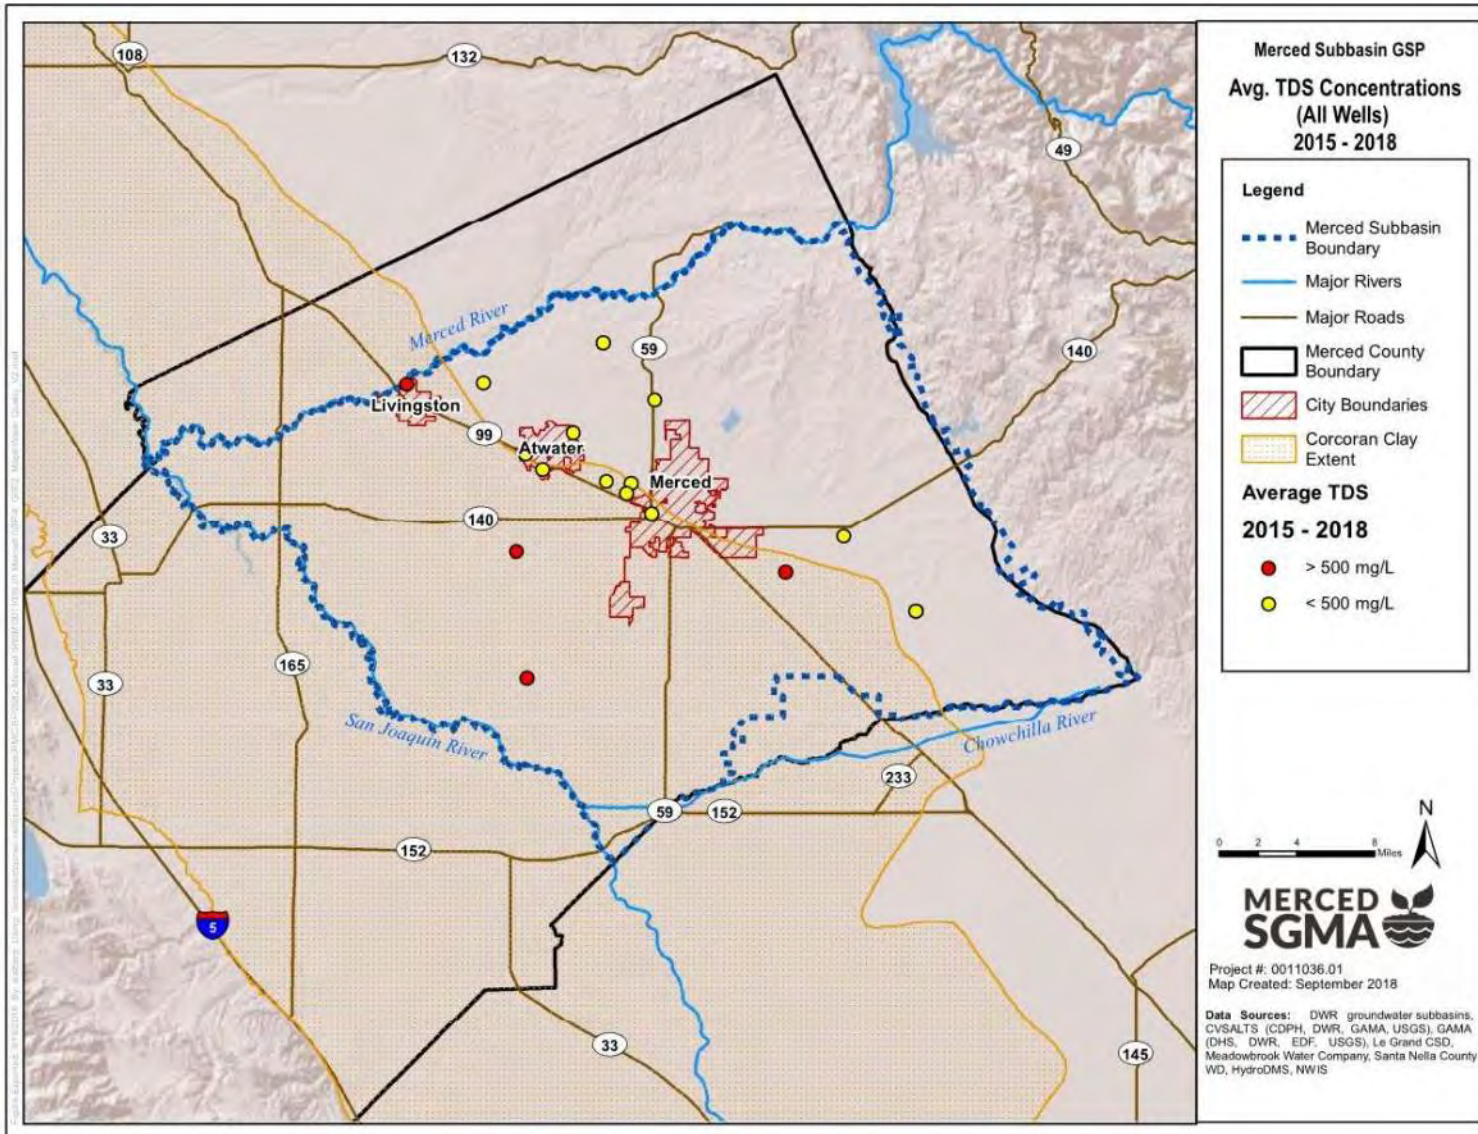 Merced Subbasin GSP
Avg. TDS Concentrations
(All Wells)
2015 - 2018
Legend
Merced Subbasin
Boundary
Major Rivers
Major Roads
Merced County
Boundary
City Boundaries
Corcoran Clay
Extent
Average TDS
2015 - 2018
> 500 mg/L
< 500 mg/L
N
0 2 4 8
Miles
MERCED
SGMA
Project #: 0011036.01
Map Created: September 2018
Data Sources: DWR groundwater subbasins,
CVSALTS (CDPH, DWR, GAMA, USGS), GAMA
(DHS, DWR, EDF, USGS), Le Grand CSD,
Meadowbrook Water Company, Santa Nella County
WD, HydroDMS, NWIS
108
132
49
Merced River
59
140
Livingston
99
Atwater
Merced
140
33
165
33
San Joaquin River
Chowchilla River
233
59
152
152
5
33
145